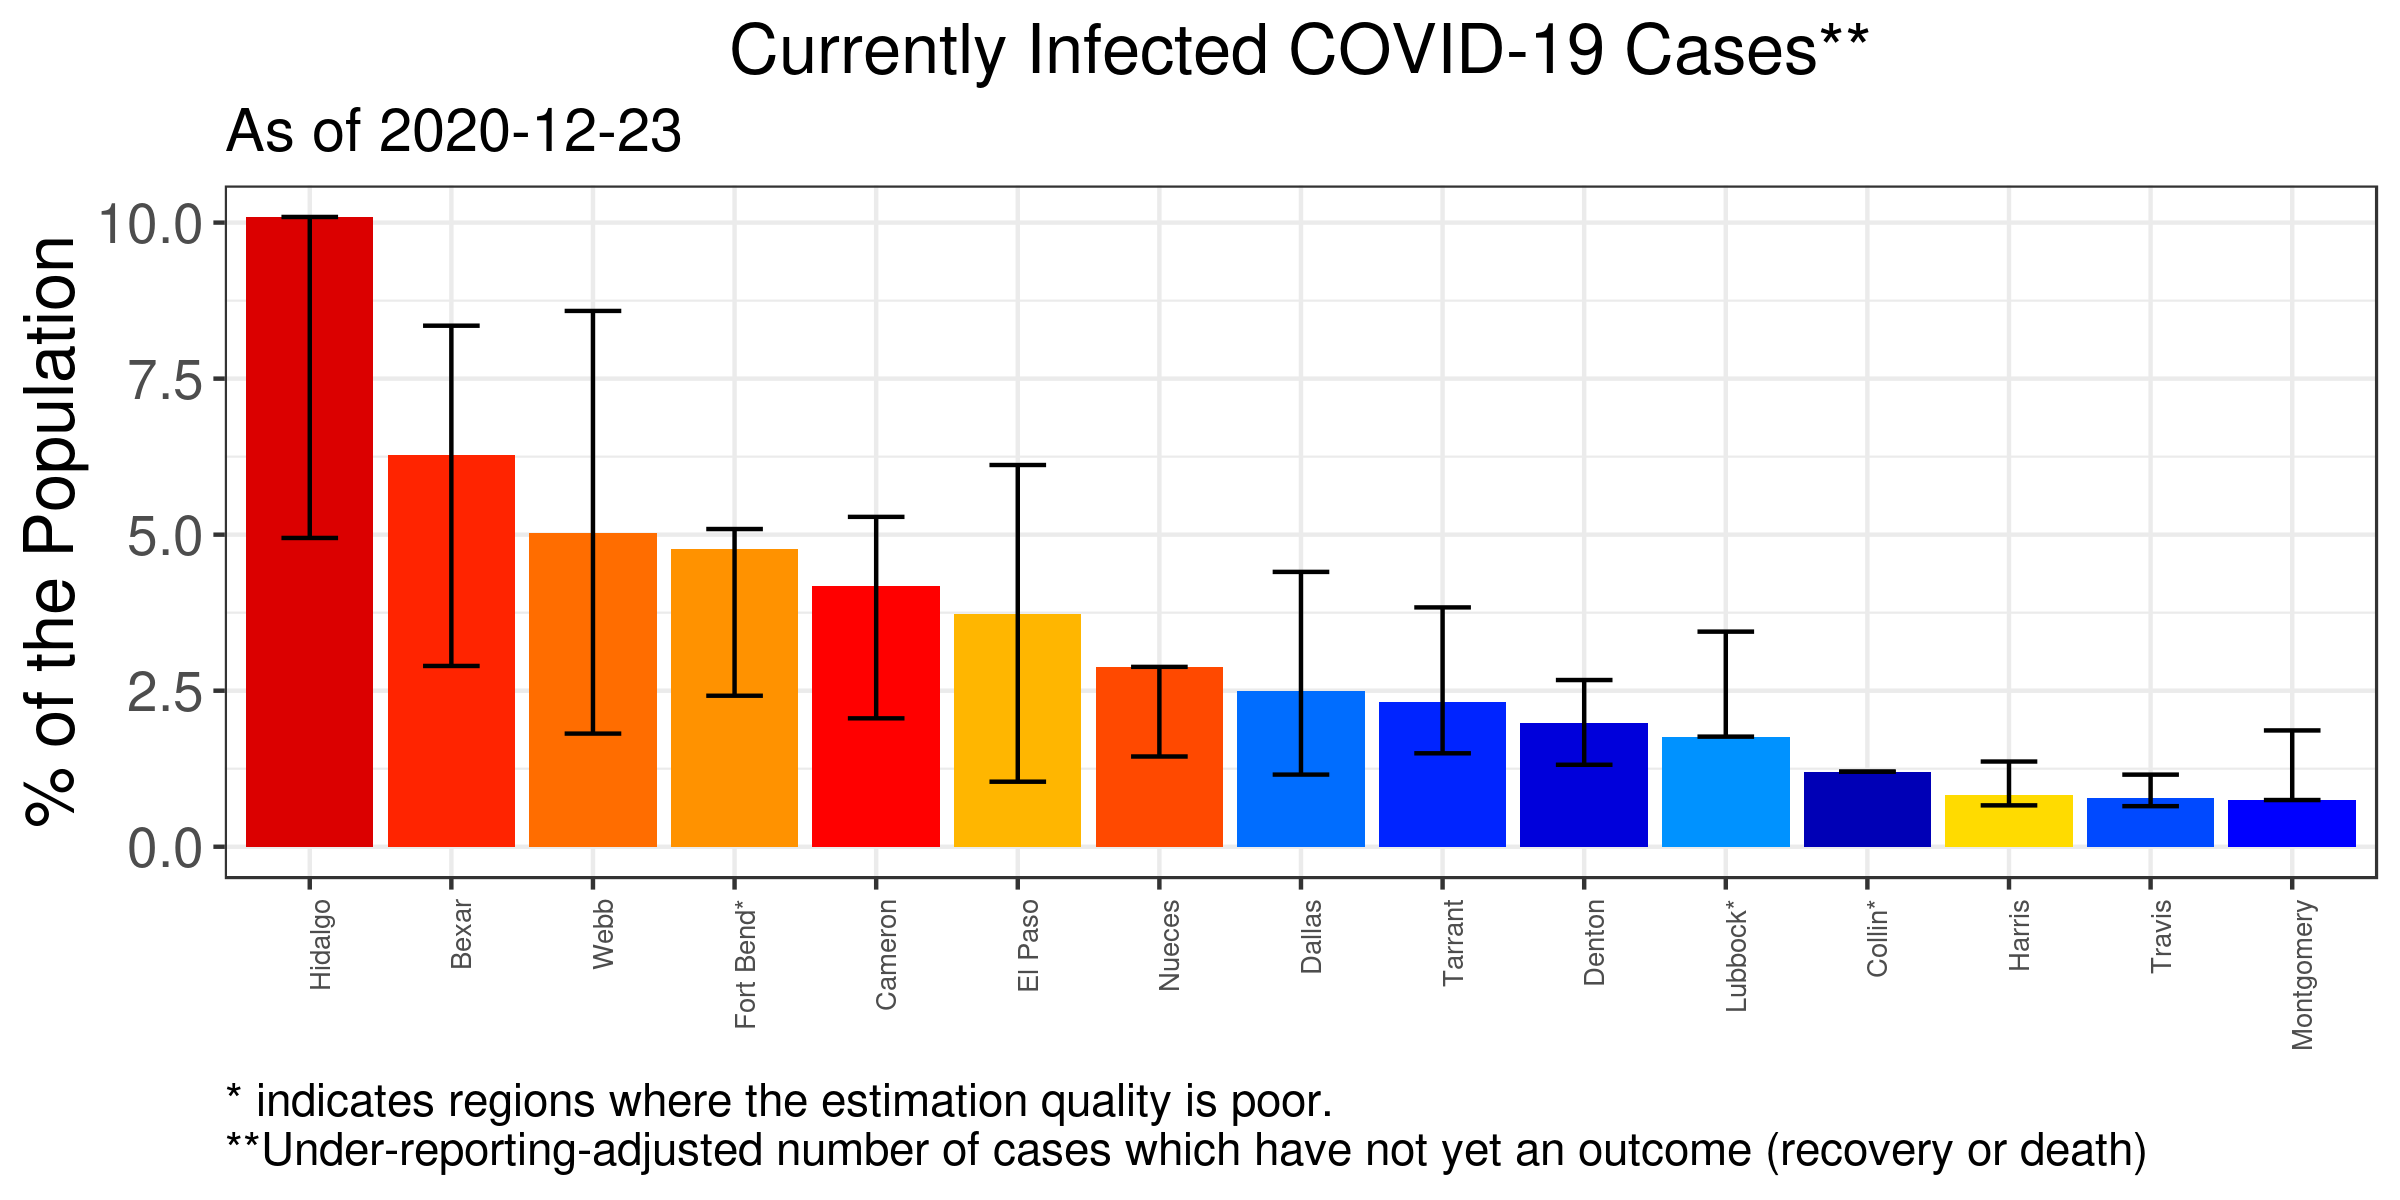 Currently Infected COVID-19 Cases**
As of 2020-12-23
% of the Population
10.0
7.5
5.0
2.5
0.0
Hidalgo
Bexar
Webb
Fort Bend*
Cameron
El Paso
Nueces
Dallas
Tarrant
Denton
Lubbock*
Collin*
Harris
Travis
Montgomery
* indicates regions where the estimation quality is poor.
**Under-reporting-adjusted number of cases which have not yet an outcome (recovery or death)